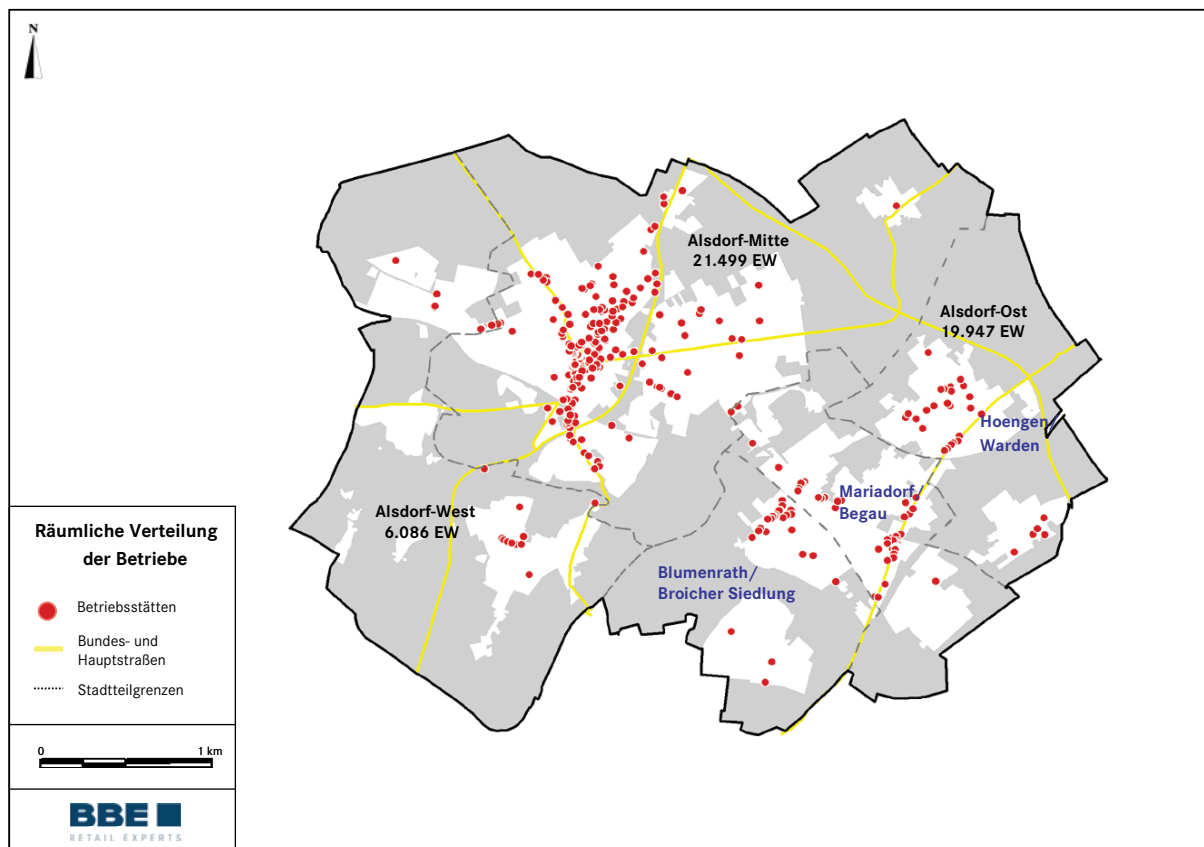 N
Alsdorf-Mitte
21.499 EW
Alsdorf-Ost
19.947 EW
Hoengen/
Warden
Mariadorf/
Begau
Alsdorf-West
6.086 EW
Blumenrath/
Broicher Siedlung
Räumliche Verteilung
der Betriebe
Betriebsstätten
Bundes- und
Hauptstraßen
Stadtteilgrenzen
0 1 km
BBE
RETAIL EXPERTS